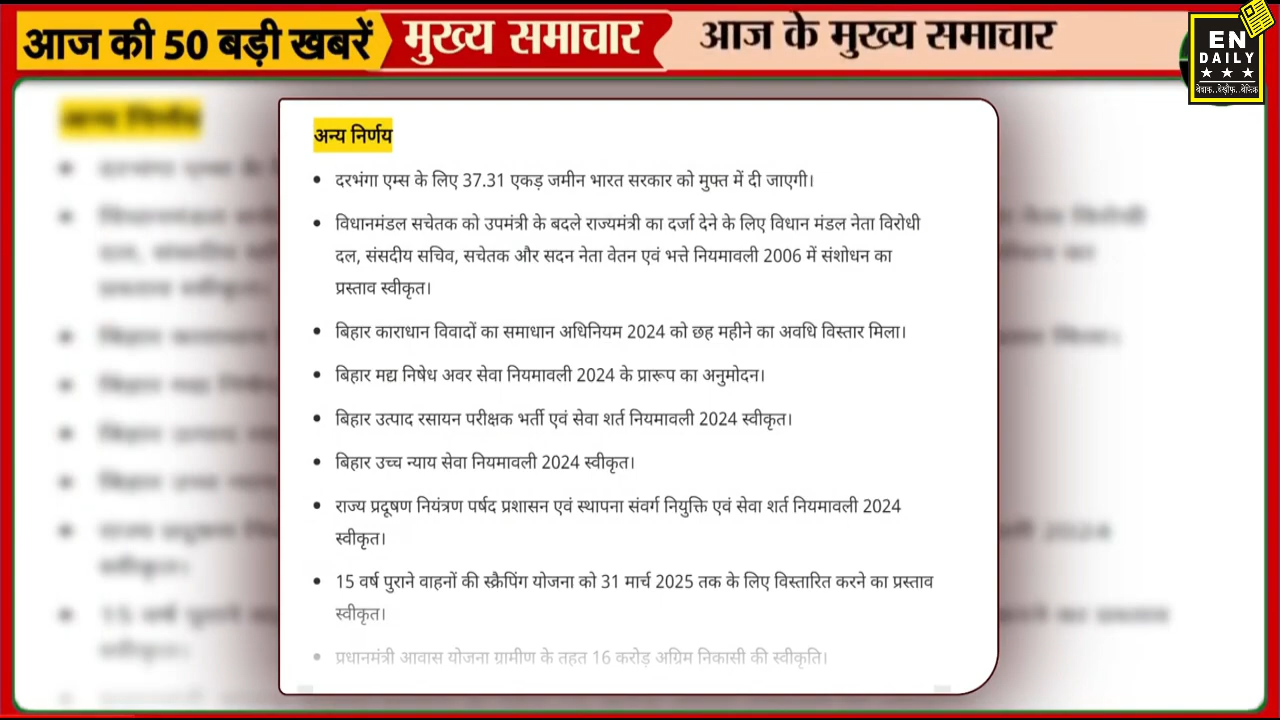 आज की 50 बड़ी खबरें मुख्य समाचार आज के मुख्य समाचार
EN
DAILY
अन्य निर्णय
• दरभंगा एम्स के लिए 37.31 एकड़ जमीन भारत सरकार को मुफ्त में दी जाएगी।
• विधानमंडल सचेतक को उपमंत्री के बदले राज्यमंत्री का दर्जा देने के लिए विधान मंडल नेता विरोधी
दल, संसदीय सचिव, सचेतक और सदन नेता वेतन एवं भत्ते नियमावली 2006 में संशोधन का
प्रस्ताव स्वीकृत।
• बिहार काराधान विवादों का समाधान अधिनियम 2024 को छह महीने का अवधि विस्तार मिला।
• बिहार मद्य निषेध अवर सेवा नियमावली 2024 के प्रारूप का अनुमोदन।
• बिहार उत्पाद रसायन परीक्षक भर्ती एवं सेवा शर्त नियमावली 2024 स्वीकृत।
• बिहार उच्च न्याय सेवा नियमावली 2024 स्वीकृत।
• राज्य प्रदूषण नियंत्रण पर्षद प्रशासन एवं स्थापना संवर्ग नियुक्ति एवं सेवा शर्त नियमावली 2024
स्वीकृत।
• 15 वर्ष पुराने वाहनों की स्क्रैपिंग योजना को 31 मार्च 2025 तक के लिए विस्तारित करने का प्रस्ताव
स्वीकृत।
• प्रधानमंत्री आवास योजना ग्रामीण के तहत 16 करोड़ अग्रिम निकासी की स्वीकृति।